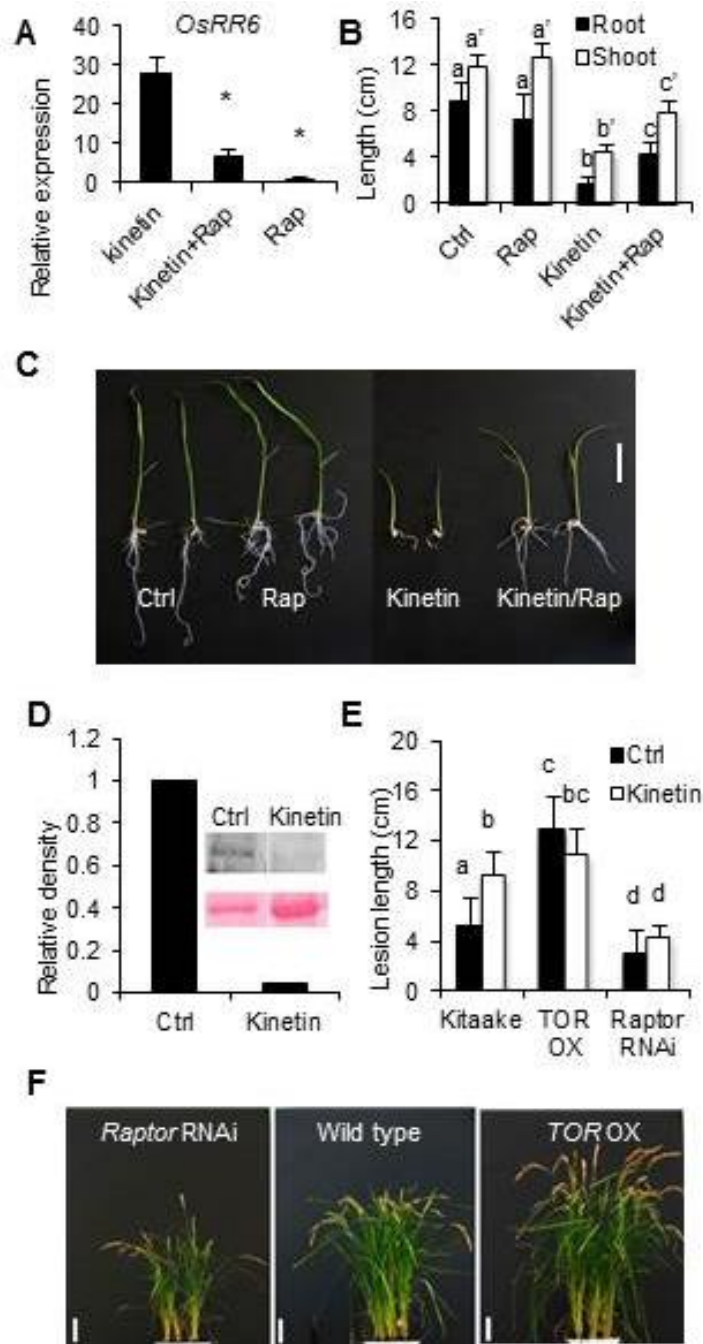 A
OsRR6
Relative expression
40
30
20
10
0
*
*
kinetin
Kinetin+Rap
Rap
B
Length (cm)
16
12
8
4
0
Root
Shoot
a
a'
a
a'
b
b'
c
c'
Ctrl
Rap
Kinetin
Kinetin+Rap
C
Ctrl
Rap
Kinetin
Kinetin/Rap
D
Relative density
1.2
1
0.8
0.6
0.4
0.2
0
Ctrl
Kinetin
Ctrl
Kinetin
E
Lesion length (cm)
20
16
12
8
4
0
Ctrl
Kinetin
a
b
c
bc
d
d
Kitaake
TOR
OX
Raptor
RNAi
F
Raptor RNAi
Wild type
TOR OX